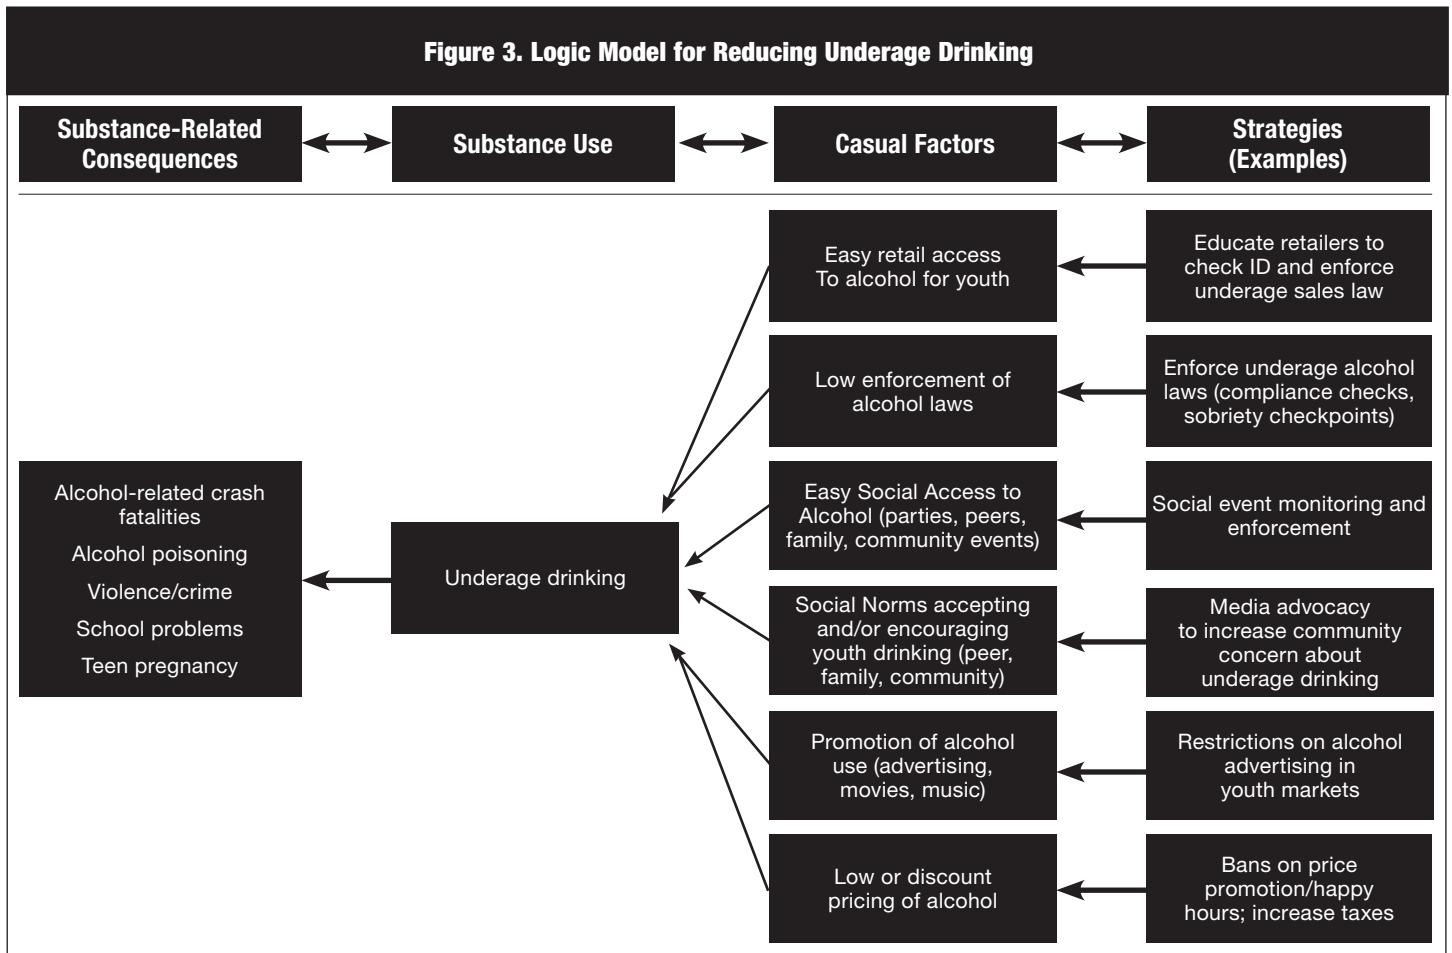 Figure 3. Logic Model for Reducing Underage Drinking
Substance-Related
Consequences
Substance Use
Casual Factors
Strategies
(Examples)
Easy retail access
To alcohol for youth
Educate retailers to
check ID and enforce
underage sales law
Low enforcement of
alcohol laws
Enforce underage alcohol
laws (compliance checks,
sobriety checkpoints)
Alcohol-related crash
fatalities
Alcohol poisoning
Violence/crime
School problems
Teen pregnancy
Underage drinking
Easy Social Access to
Alcohol (parties, peers,
family, community events)
Social event monitoring and
enforcement
Social Norms accepting
and/or encouraging
youth drinking (peer,
family, community)
Media advocacy
to increase community
concern about
underage drinking
Promotion of alcohol
use (advertising,
movies, music)
Restrictions on alcohol
advertising in
youth markets
Low or discount
pricing of alcohol
Bans on price
promotion/happy
hours; increase taxes